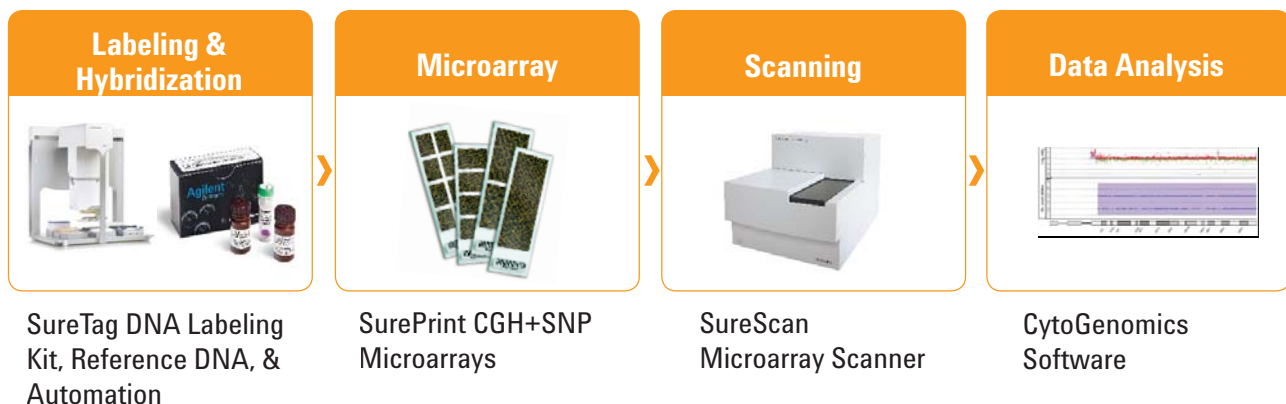 Labeling &
Hybridization
Microarray
Scanning
Data Analysis
Agilent
SureTag DNA Labeling
Kit, Reference DNA, &
Automation
SurePrint CGH+SNP
Microarrays
SureScan
Microarray Scanner
CytoGenomics
Software